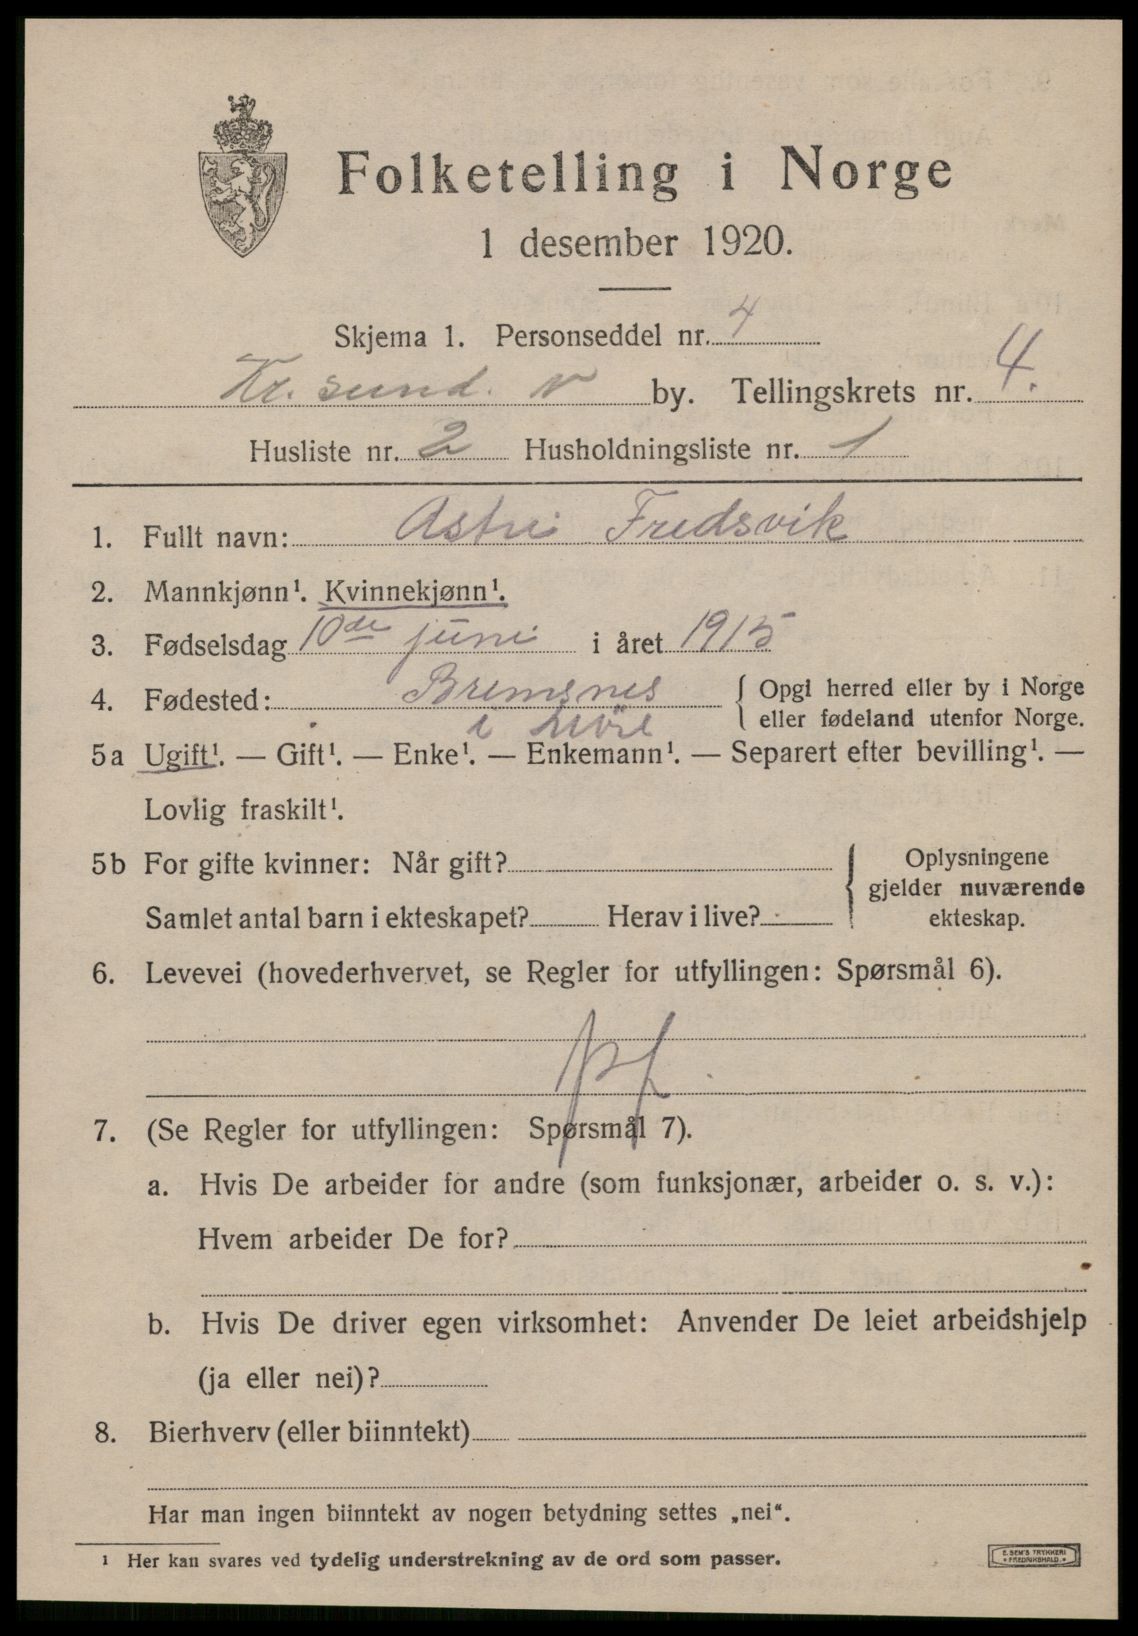 Folketelling i Norge
1 desember 1920.
Skjema 1. Personseddel nr. 4
Kr. sund. N by. Tellingskrets nr. 4.
Husliste nr. 2 Husholdningsliste nr. 1
1. Fullt navn: Astri Fredsvik
2. Mannkjønn¹. Kvinnekjønn¹.
3. Fødselsdag 10de juni i året 1915
4. Fødested: Bremsnes { Opgi herred eller by i Norge
i eller fødeland utenfor Norge.
5a Ugift¹. — Gift¹. — Enke¹. — Enkemann¹. — Separert efter bevilling¹. —
Lovlig fraskilt¹.
5b For gifte kvinner: Når gift? { Oplysningene
gjelder nuværende
Samlet antal barn i ekteskapet? Herav i live? ekteskap.
6. Levevei (hovederhvervet, se Regler for utfyllingen: Spørsmål 6).
7. (Se Regler for utfyllingen: Spørsmål 7).
a. Hvis De arbeider for andre (som funksjonær, arbeider o. s. v.):
Hvem arbeider De for?
b. Hvis De driver egen virksomhet: Anvender De leiet arbeidshjelp
(ja eller nei)?
8. Bierhverv (eller biinntekt)
Har man ingen biinntekt av nogen betydning settes „nei“.
¹ Her kan svares ved tydelig understrekning av de ord som passer.
E. SEM'S TRYKKERI
FREDRIKSHALD.